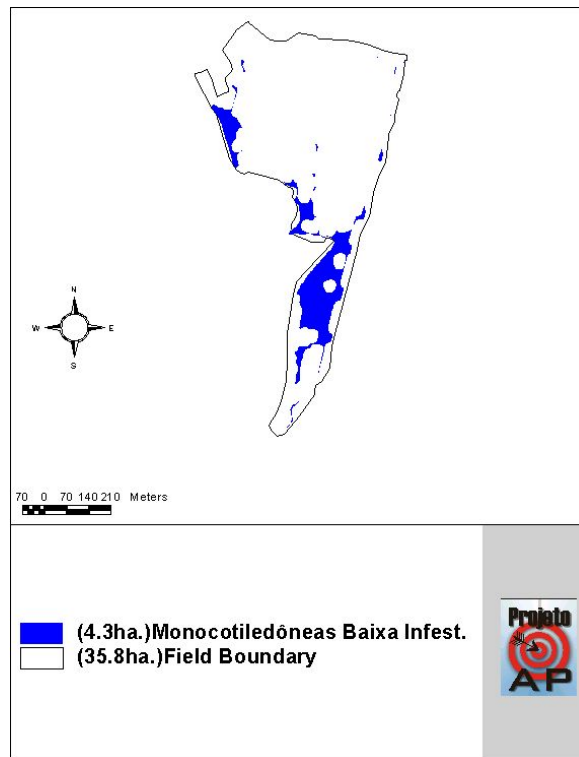 N
W E
S
70 0 70 140 210 Meters
(4.3ha.)Monocotiledôneas Baixa Infest.
(35.8ha.)Field Boundary
Projeto
AP